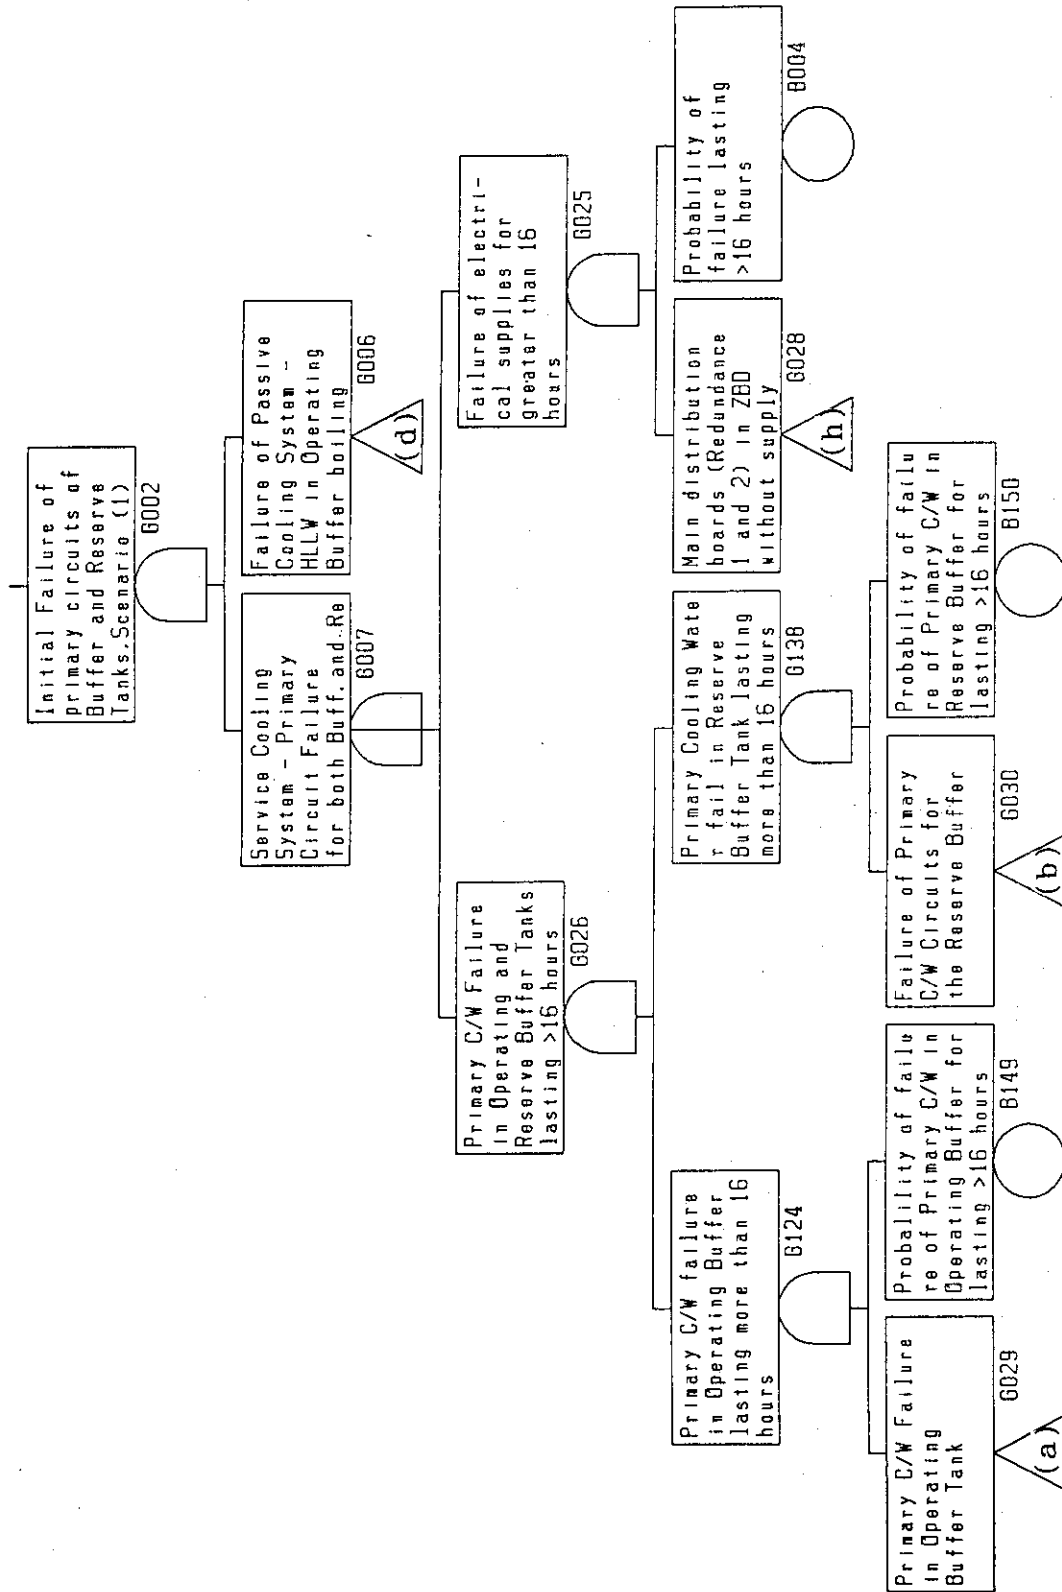 Initial Failure of
primary circuits of
Buffer and Reserve
Tanks.Scenario (1)
G002
Service Cooling
System - Primary
Circuit Failure
for both Buff.and.Re
G007
Failure of Passive
Cooling System -
HLLW in Operating
Buffer boiling
G006
(d)
Primary C/W Failure
in Operating and
Reserve Buffer Tanks
lasting >16 hours
G026
Failure of electri-
cal supplies for
greater than 16
hours
G025
Primary C/W failure
in Operating Buffer
lasting more than 16
hours
G124
Primary Cooling Wate
r fail in Reserve
Buffer Tank lasting
more than 16 hours
G138
Main distribution
boards (Redundance
1 and 2) in ZBD
without supply
G028
(h)
Probability of
failure lasting
>16 hours
B004
Primary C/W Failure
in Operating
Buffer Tank
G029
(a)
Probalility of failu
re of Primary C/W in
Operating Buffer for
lasting >16 hours
B149
Failure of Primary
C/W Circuits for
the Reserve Buffer
G030
(b)
Probability of failu
re of Primary C/W in
Reserve Buffer for
lasting >16 hours
B150